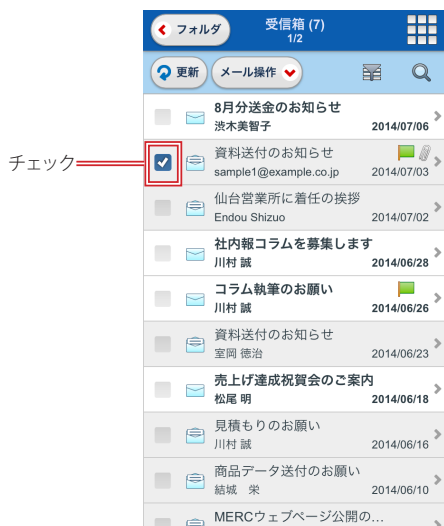 フォルダ
受信箱 (7)
1/2
更新
メール操作
8月分送金のお知らせ
渋木美智子
2014/07/06
チェック
資料送付のお知らせ
sample1@example.co.jp
2014/07/03
仙台営業所に着任の挨拶
Endou Shizuo
2014/07/02
社内報コラムを募集します
川村 誠
2014/06/28
コラム執筆のお願い
川村 誠
2014/06/26
資料送付のお知らせ
室岡 徳治
2014/06/23
売上げ達成祝賀会のご案内
松尾 明
2014/06/18
見積もりのお願い
川村 誠
2014/06/16
商品データ送付のお願い
結城　栄
2014/06/10
MERCウェブページ公開の…